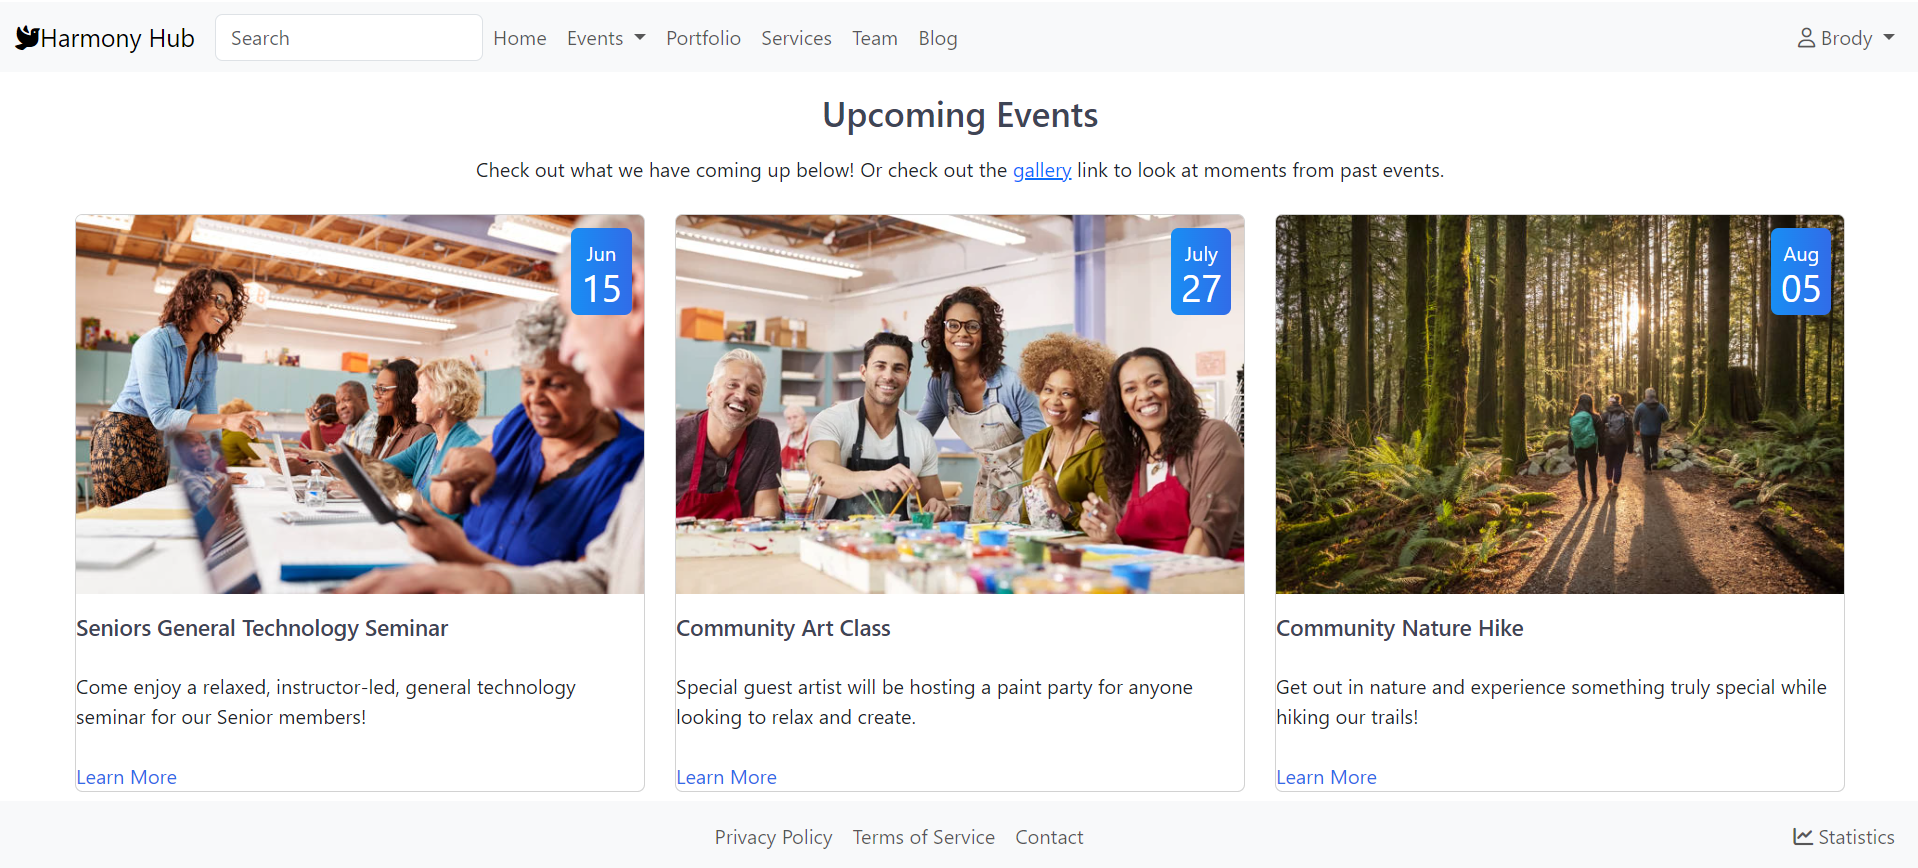 Harmony Hub Search Home Events Portfolio Services Team Blog Brody
Upcoming Events
Check out what we have coming up below! Or check out the gallery link to look at moments from past events.
Jun
15
Seniors General Technology Seminar
Come enjoy a relaxed, instructor-led, general technology
seminar for our Senior members!
Learn More
July
27
Community Art Class
Special guest artist will be hosting a paint party for anyone
looking to relax and create.
Learn More
Aug
05
Community Nature Hike
Get out in nature and experience something truly special while
hiking our trails!
Learn More
Privacy Policy Terms of Service Contact Statistics